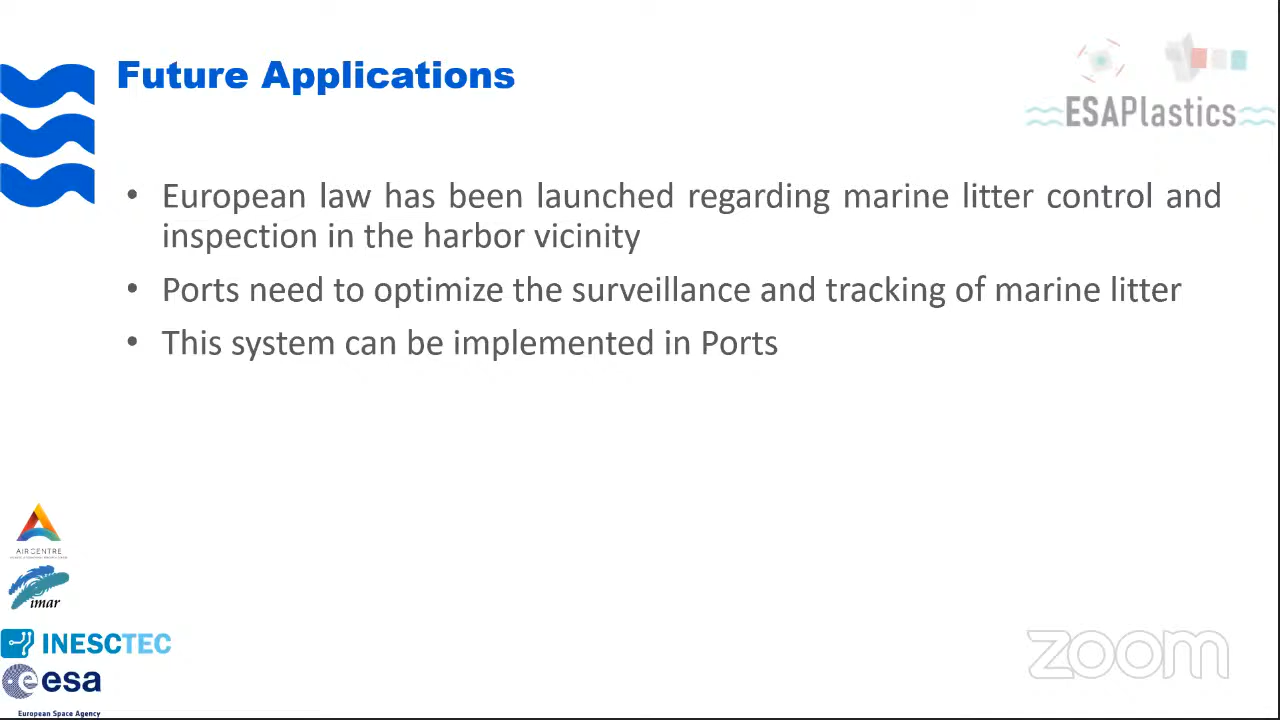 Future Applications
ESAPlastics
• European law has been launched regarding marine litter control and
inspection in the harbor vicinity
• Ports need to optimize the surveillance and tracking of marine litter
• This system can be implemented in Ports
AIR CENTRE
imar
INESCTEC
esa
European Space Agency
zoom